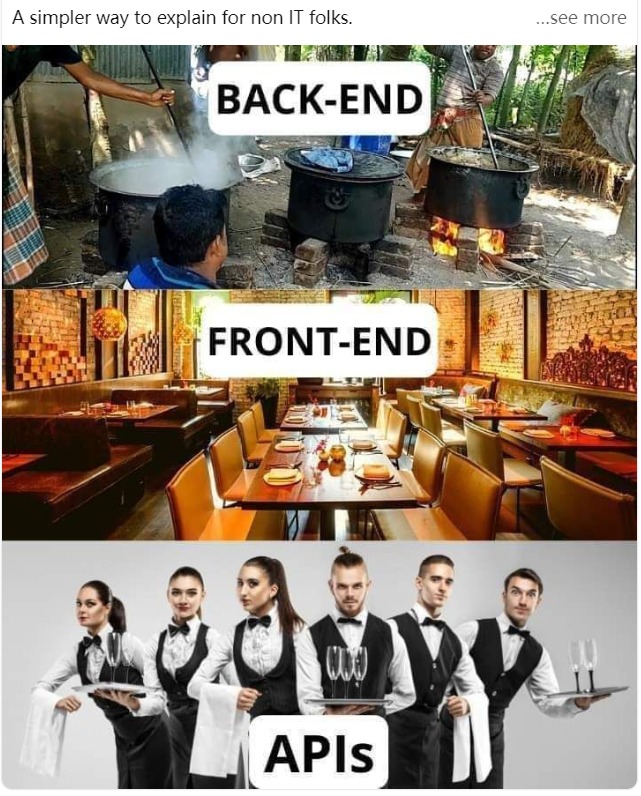 A simpler way to explain for non IT folks.
...see more
BACK-END
FRONT-END
APIs